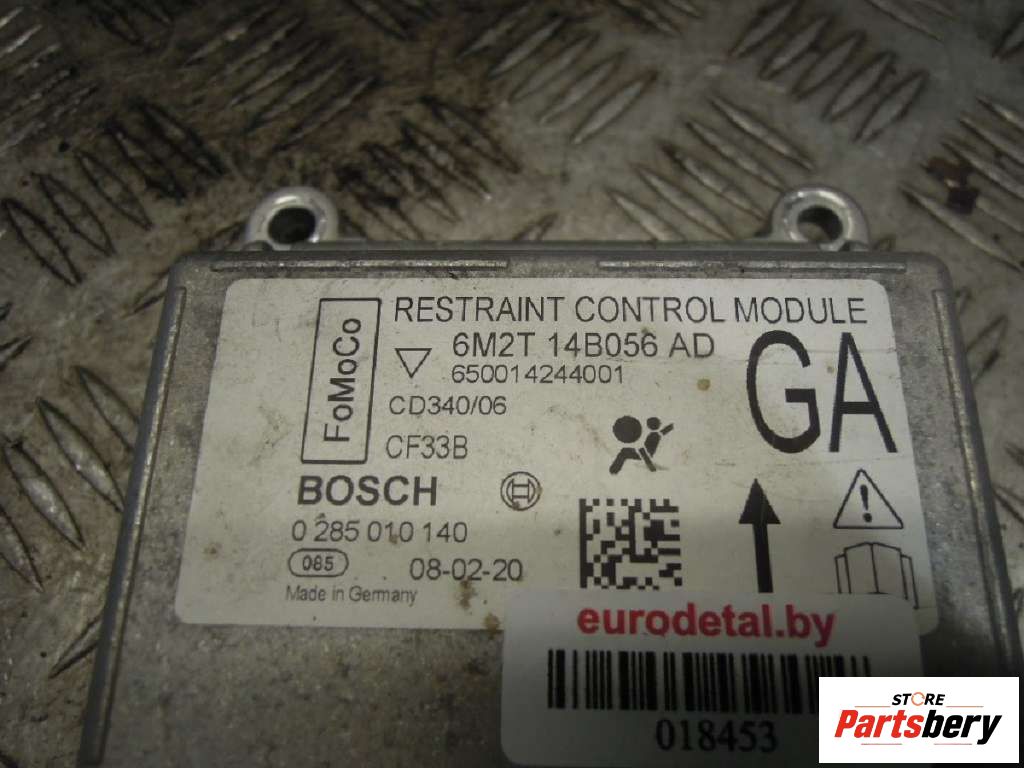 RESTRAINT CONTROL MODULE
FoMoCo
6M2T 14B056 AD
650014244001
GA
CD340/06
CF33B
BOSCH
0 285 010 140
085
08-02-20
Made in Germany
eurodetal.by
018453
STORE
Partsbery